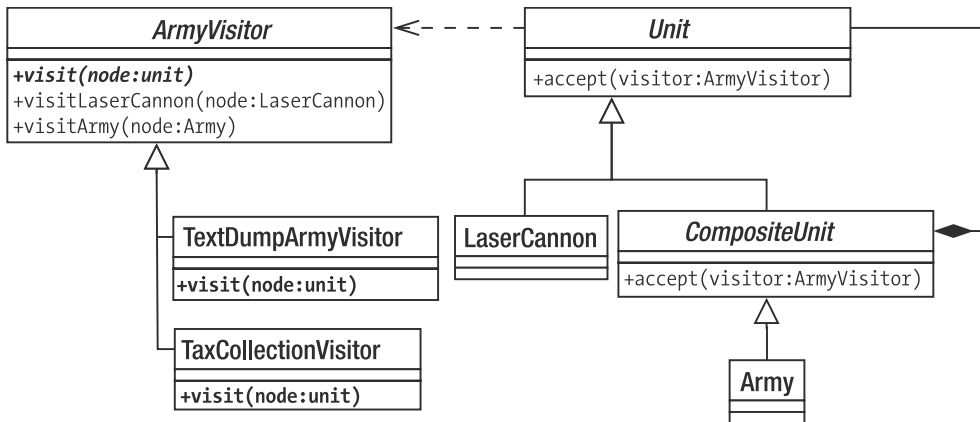 ArmyVisitor
+visit(node:unit)
+visitLaserCannon(node:LaserCannon)
+visitArmy(node:Army)
Unit
+accept(visitor:ArmyVisitor)
TextDumpArmyVisitor
+visit(node:unit)
TaxCollectionVisitor
+visit(node:unit)
LaserCannon
CompositeUnit
+accept(visitor:ArmyVisitor)
Army